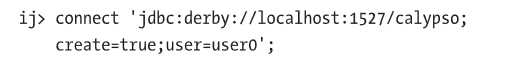 ij> connect 'jdbc:derby://localhost:1527/calypso;
create=true;user=user0';